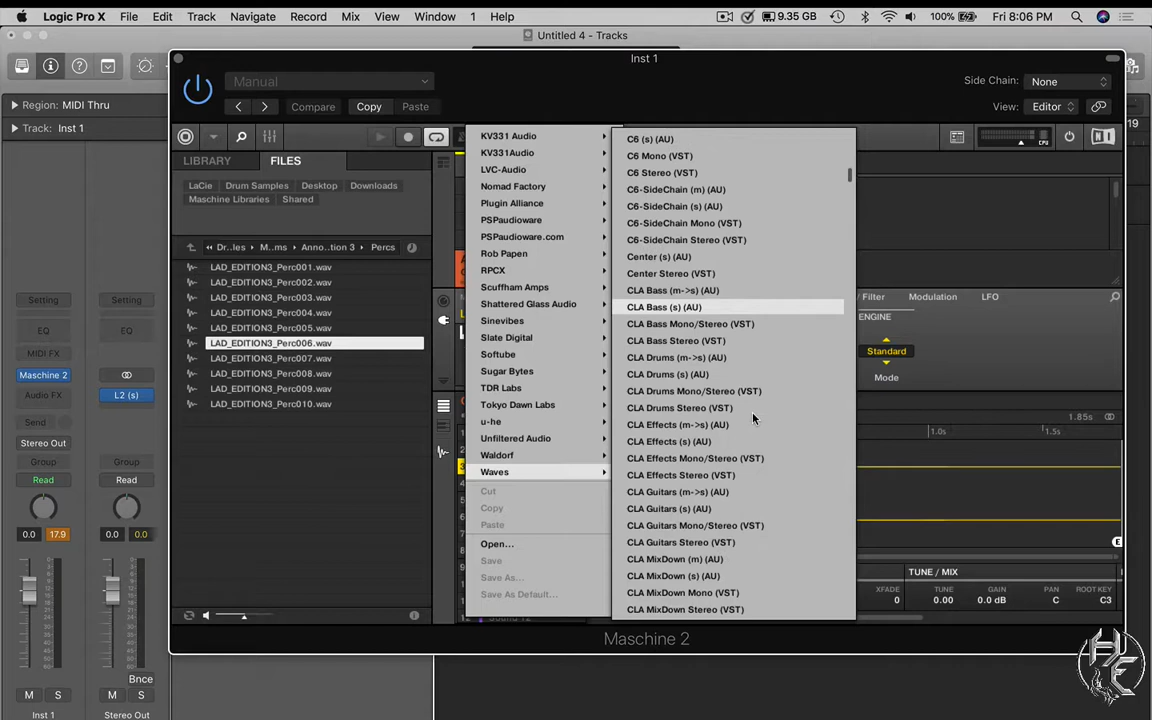 Logic Pro X File Edit Track Navigate Record Mix View Window 1 Help 9.35 GB 100% Fri 8:06 PM
Untitled 4 - Tracks
Inst 1
Manual
Side Chain: None
Compare Copy Paste
View: Editor
Region: MIDI Thru
Track: Inst 1
19
LIBRARY FILES
CPU
LaCie Drum Samples Desktop Downloads
Maschine Libraries Shared
Dr...les M...ms Anno...tion 3 Percs
LAD_EDITION3_Perc001.wav
LAD_EDITION3_Perc002.wav
LAD_EDITION3_Perc003.wav
LAD_EDITION3_Perc004.wav
LAD_EDITION3_Perc005.wav
LAD_EDITION3_Perc006.wav
LAD_EDITION3_Perc007.wav
LAD_EDITION3_Perc008.wav
LAD_EDITION3_Perc009.wav
LAD_EDITION3_Perc010.wav
Setting Setting
EQ EQ
MIDI FX
Maschine 2
Audio FX L2 (s)
Send
Stereo Out
Group Group
Read Read
0.0 17.9 0.0 0.0
Bnce
M S M S
Inst 1 Stereo Out
KV331 Audio
KV331Audio
LVC-Audio
Nomad Factory
Plugin Alliance
PSPaudioware
PSPaudioware.com
Rob Papen
RPCX
Scuffham Amps
Shattered Glass Audio
Sinevibes
Slate Digital
Softube
Sugar Bytes
TDR Labs
Tokyo Dawn Labs
u-he
Unfiltered Audio
Waldorf
Waves
Cut
Copy
Paste
Open...
Save
Save As...
Save As Default...
C6 (s) (AU)
C6 Mono (VST)
C6 Stereo (VST)
C6-SideChain (m) (AU)
C6-SideChain (s) (AU)
C6-SideChain Mono (VST)
C6-SideChain Stereo (VST)
Center (s) (AU)
Center Stereo (VST)
CLA Bass (m->s) (AU)
CLA Bass (s) (AU)
CLA Bass Mono/Stereo (VST)
CLA Bass Stereo (VST)
CLA Drums (m->s) (AU)
CLA Drums (s) (AU)
CLA Drums Mono/Stereo (VST)
CLA Drums Stereo (VST)
CLA Effects (m->s) (AU)
CLA Effects (s) (AU)
CLA Effects Mono/Stereo (VST)
CLA Effects Stereo (VST)
CLA Guitars (m->s) (AU)
CLA Guitars (s) (AU)
CLA Guitars Mono/Stereo (VST)
CLA Guitars Stereo (VST)
CLA MixDown (m) (AU)
CLA MixDown (s) (AU)
CLA MixDown Mono (VST)
CLA MixDown Stereo (VST)
/ Filter Modulation LFO
ENGINE
Standard
Mode
1.85s
1.0s 1.5s
E
TUNE / MIX
XFADE TUNE GAIN ROOT KEY
0 0.00 0.0 dB C3
Maschine 2